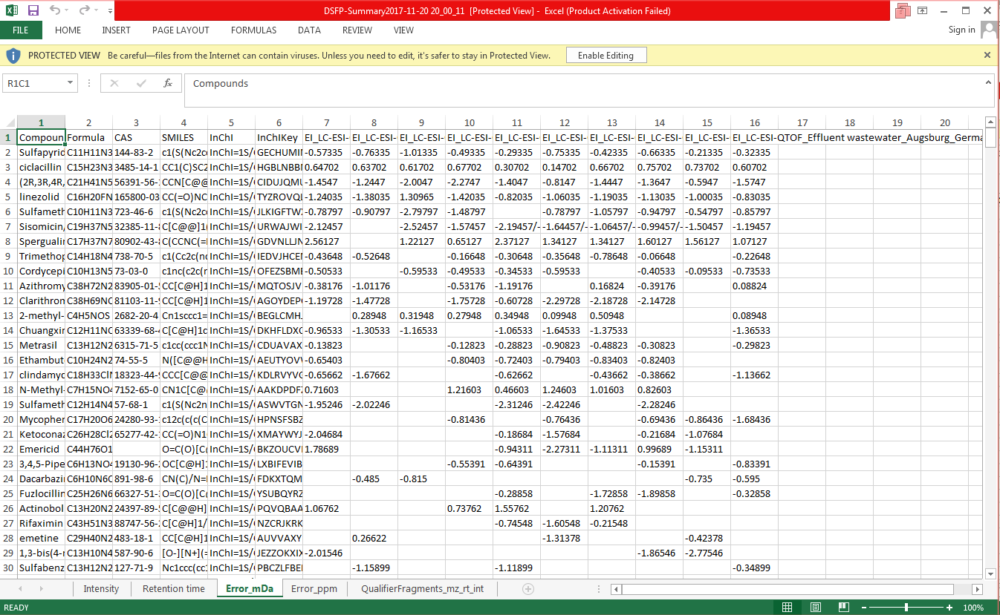 DSFP-Summary2017-11-20 20_00_11 [Protected View] - Excel (Product Activation Failed)
FILE HOME INSERT PAGE LAYOUT FORMULAS DATA REVIEW VIEW Sign in
PROTECTED VIEW Be careful—files from the Internet can contain viruses. Unless you need to edit, it's safer to stay in Protected View. Enable Editing
R1C1 fx Compounds
1 2 3 4 5 6 7 8 9 10 11 12 13 14 15 16 17 18 19 20
1 Compoun Formula CAS SMILES InChI InChIKey EI_LC-ESI- EI_LC-ESI- EI_LC-ESI- EI_LC-ESI- EI_LC-ESI- EI_LC-ESI- EI_LC-ESI- EI_LC-ESI- EI_LC-ESI- EI_LC-ESI-QTOF_Effluent wastewater_Augsburg_Germa
2 Sulfapyrid C11H11N3 144-83-2 c1(S(Nc2c InChI=1S/ GECHUMI -0.57335 -0.76335 -1.01335 -0.49335 -0.29335 -0.75335 -0.42335 -0.66335 -0.21335 -0.32335
3 ciclacillin C15H23N3 3485-14-1 CC1(C)SC2 InChI=1S/ HGBLNBB 0.64702 0.63702 0.61702 0.67702 0.30702 0.14702 0.66702 0.75702 0.73702 0.60702
4 (2R,3R,4R, C21H41N5 56391-56- CCN[C@@ InChI=1S/ CIDUJQMU -1.4547 -1.2447 -2.0047 -2.2747 -1.4047 -0.8147 -1.4447 -1.3647 -0.5947 -1.5747
5 linezolid C16H20FN 165800-03 CC(=O)NC InChI=1S/ TYZROVQL -1.24035 -1.38035 1.30965 -1.42035 -0.82035 -1.06035 -1.19035 -1.13035 -1.00035 -0.83035
6 Sulfameth C10H11N3 723-46-6 c1(S(Nc2c InChI=1S/ JLKIGFTW -0.78797 -0.90797 -2.79797 -1.48797 -0.78797 -1.05797 -0.94797 -0.54797 -0.85797
7 Sisomicin/ C19H37N5 32385-11-8 C[C@@]1( InChI=1S/ URWAJWI -2.12457 -2.52457 -1.57457 -2.19457/- -1.64457/- -1.06457/- -0.99457/- -1.50457 -1.19457
8 Sperguali C17H37N7 80902-43-8 C(CCNC(= InChI=1S/ GDVNLLJN 2.56127 1.22127 0.65127 2.37127 1.34127 1.34127 1.60127 1.56127 1.07127
9 Trimethop C14H18N4 738-70-5 c1(Cc2c(nc InChI=1S/ IEDVJHCE -0.43648 -0.52648 -0.16648 -0.30648 -0.35648 -0.78648 -0.06648 -0.22648
10 Cordycepi C10H13N5 73-03-0 c1nc(c2c(n InChI=1S/ OFEZSBM -0.50533 -0.59533 -0.49533 -0.34533 -0.59533 -0.40533 -0.09533 -0.73533
11 Azithromy C38H72N2 83905-01- CC[C@H]1 InChI=1S/ MQTOSJV -0.38176 -1.01176 -0.53176 -1.19176 0.16824 -0.39176 0.08824
12 Clarithron C38H69NO 81103-11-9 CC[C@H]1 InChI=1S/ AGOYDEP -1.19728 -1.47728 -1.75728 -0.60728 -2.29728 -2.18728 -2.14728
13 2-methyl- C4H5NOS 2682-20-4 Cn1sccc1= InChI=1S/ BEGLCMH 0.28948 0.31948 0.27948 0.34948 0.09948 0.50948 0.08948
14 Chuangxin C12H11NO 63339-68- C[C@H]1c InChI=1S/ DKHFLDX -0.96533 -1.30533 -1.16533 -1.06533 -1.64533 -1.37533 -1.36533
15 Metrasil C13H12N2 6315-71-5 c1cc(ccc1N InChI=1S/ CDUAVAX -0.13823 -0.12823 -0.28823 -0.90823 -0.48823 -0.30823 -0.29823
16 Ethambut C10H24N2 74-55-5 N([C@@H InChI=1S/ AEUTYOV -0.65403 -0.80403 -0.72403 -0.79403 -0.83403 -0.82403
17 clindamyc C18H33ClN 18323-44-9 CCC[C@@ InChI=1S/ KDLRVYV -0.65662 -1.67662 -0.62662 -0.43662 -0.38662 -1.13662
18 N-Methyl- C7H15NO4 7152-65-0 CN1C[C@ InChI=1S/ AAKDPDF 0.71603 1.21603 0.46603 1.24603 1.01603 0.82603
19 Sulfameth C12H14N4 57-68-1 c1(S(Nc2n InChI=1S/ ASWVTGN -1.95246 -2.02246 -2.31246 -2.42246 -2.28246
20 Mycopher C17H20O6 24280-93- c12c(c(c(C InChI=1S/ HPNSFSBZ -0.81436 -0.76436 -0.69436 -0.86436 -1.68436
21 Ketoconaz C26H28Cl2 65277-42- CC(=O)N1 InChI=1S/ XMAYWYJ -2.04684 -0.18684 -1.57684 -0.21684 -1.07684
22 Emericid C44H76O1 O=C(O)[C@ InChI=1S/ BKZOUCV 1.78689 -0.94311 -2.27311 -1.11311 0.99689 -1.15311
23 3,4,5-Pipe C6H13NO4 19130-96- OC[C@H]1 InChI=1S/ LXBIFEVIB -0.55391 -0.64391 -0.15391 -0.83391
24 Dacarbazi C6H10N6O 891-98-6 CN(C)/N= InChI=1S/ FDKXTQM -0.485 -0.815 -0.735 -0.595
25 Fuzlocillin C25H26N6 66327-51- O=C(O)[C@ InChI=1S/ YSUBQYRZ -0.28858 -1.72858 -1.89858 -0.32858
26 Actinobol C13H20N2 24397-89- C[C@@H] InChI=1S/ PQVQBAA 1.06762 0.73762 1.55762 1.20762
27 Rifaximin C43H51N3 88747-56- C[C@H]1/ InChI=1S/ NZCRJKRK -0.74548 -1.60548 -0.21548
28 emetine C29H40N2 483-18-1 CC[C@H]1 InChI=1S/ AUVVAXY 0.26622 -1.31378 -0.42378
29 1,3-bis(4-n C13H10N4 587-90-6 [O-][N+](= InChI=1S/ JEZZOKXIX -2.01546 -1.86546 -2.77546
30 Sulfabenz C13H12N2 127-71-9 Nc1ccc(cc1 InChI=1S/ PBCZLFBE -1.15899 -1.11899 -0.34899
Intensity Retention time Error_mDa Error_ppm QualifierFragments_mz_rt_int
READY 100%